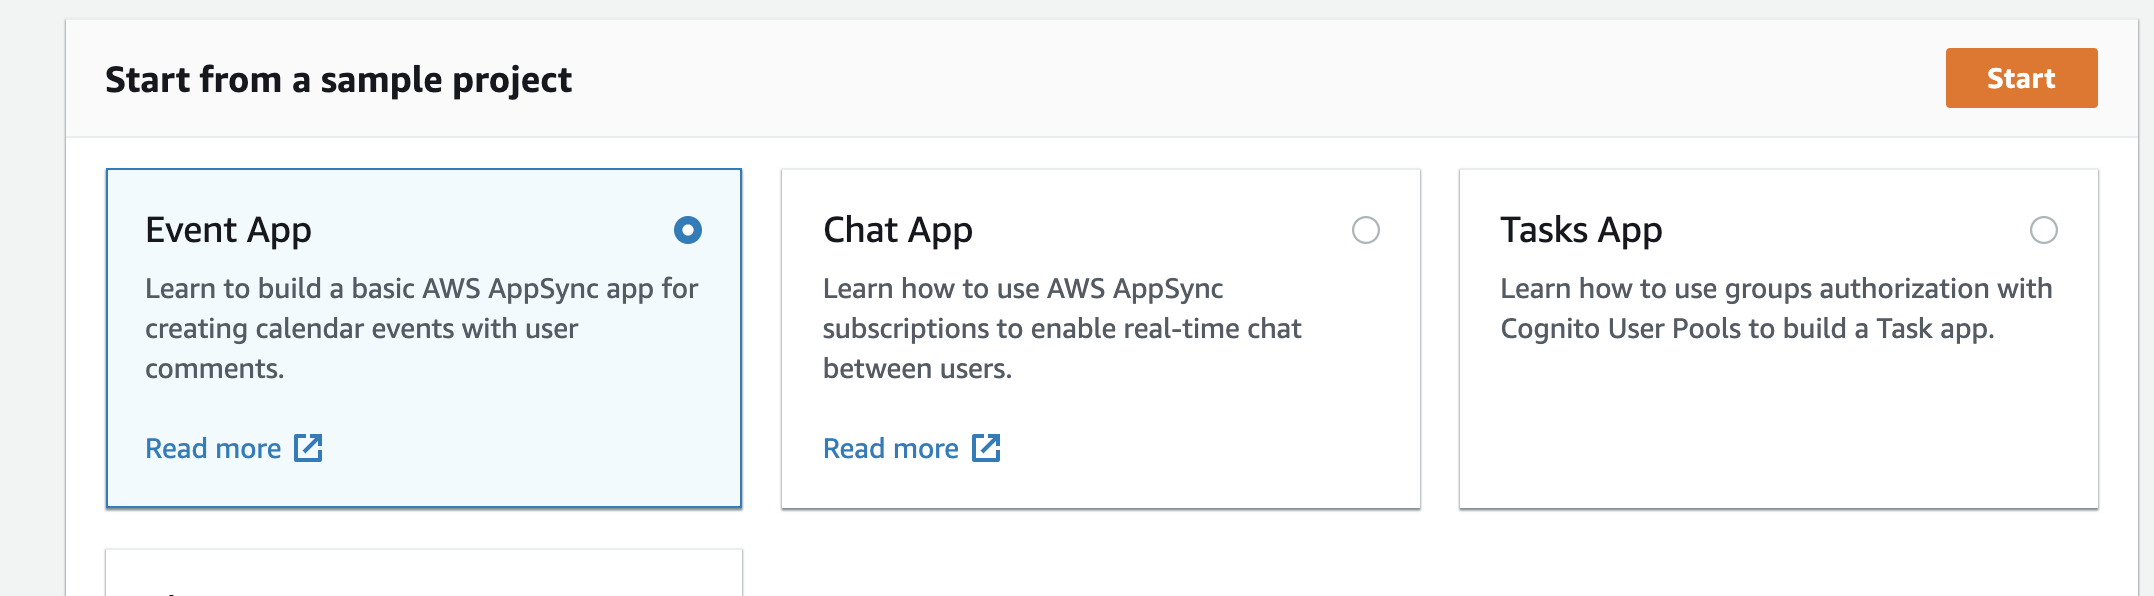 Start from a sample project
Start
Event App
Learn to build a basic AWS AppSync app for
creating calendar events with user
comments.
Read more
Chat App
Learn how to use AWS AppSync
subscriptions to enable real-time chat
between users.
Read more
Tasks App
Learn how to use groups authorization with
Cognito User Pools to build a Task app.